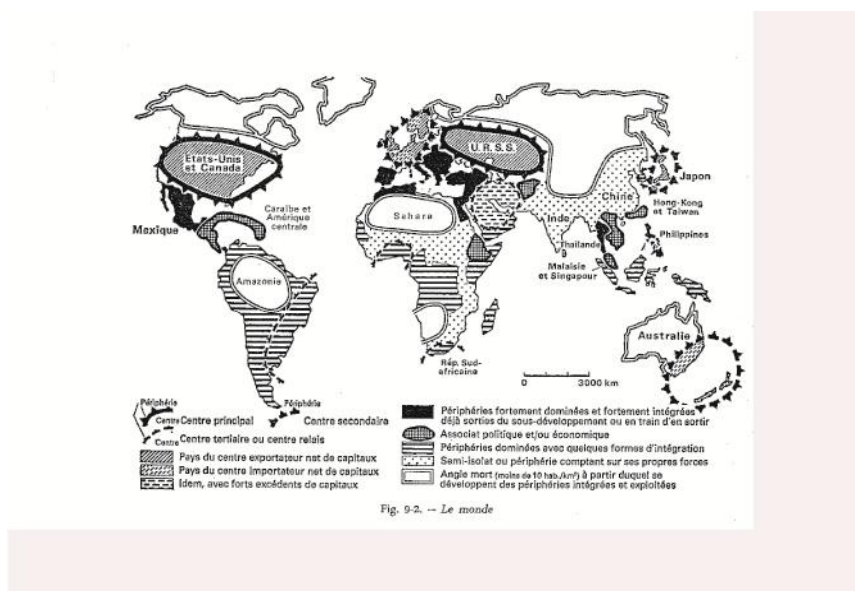 Etats-Unis
et Canada
U.R.S.S.
Japon
Chine
Hong-Kong
et Taiwan
Caraïbe et
Amérique
centrale
Mexique
Sahara
Inde
Thaïlande
Philippines
Malaisie
et Singapour
Amazonie
Australie
Rép. Sud-
africaine
0 3000 km
Périphérie
Centre Centre principal
Périphérie
Centre secondaire
Centre Centre tertiaire ou centre relais
Pays du centre exportateur net de capitaux
Pays du centre importateur net de capitaux
Idem, avec forts excédents de capitaux
Périphéries fortement dominées et fortement intégrées
déjà sorties du sous-développement ou en train d'en sortir
Associat politique et/ou économique
Périphéries dominées avec quelques formes d'intégration
Semi-isolat ou périphérie comptant sur ses propres forces
Angle mort (moins de 10 hab./km²) à partir duquel se
développent des périphéries intégrées et exploitées
Fig. 9-2. — Le monde